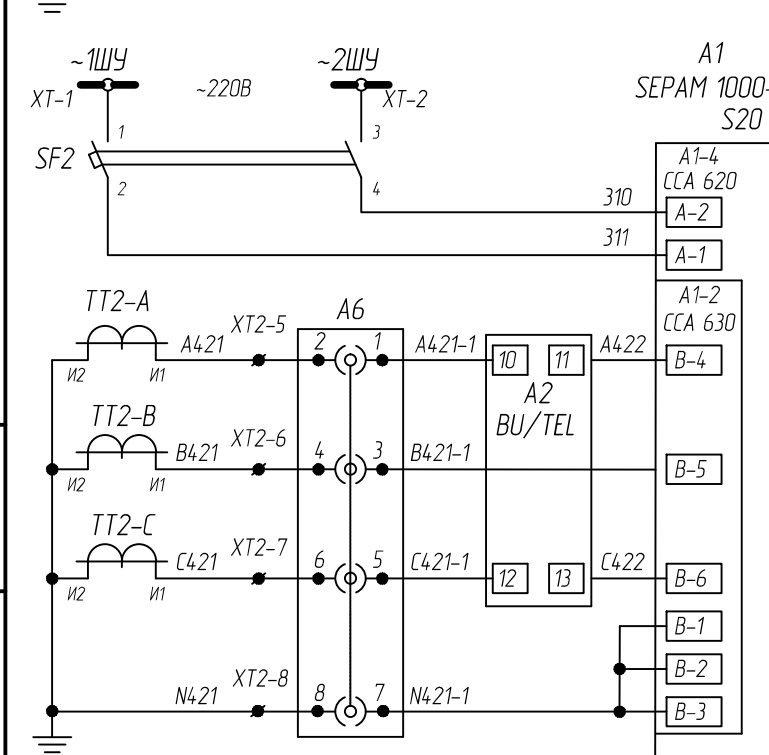 ~1ШУ
~2ШУ
~220В
XT-1
XT-2
A1
SEPAM 1000-
S20
1
3
SF2
2
4
A1-4
CCA 620
310
A-2
311
A-1
A1-2
CCA 630
TT2-A
XT2-5
A6
A421
2
1
A421-1
10
11
A422
B-4
И2
И1
A2
BU/TEL
TT2-B
XT2-6
B421
4
3
B421-1
B-5
И2
И1
TT2-C
XT2-7
C421
6
5
C421-1
12
13
C422
B-6
И2
И1
B-1
B-2
XT2-8
N421
8
7
N421-1
B-3